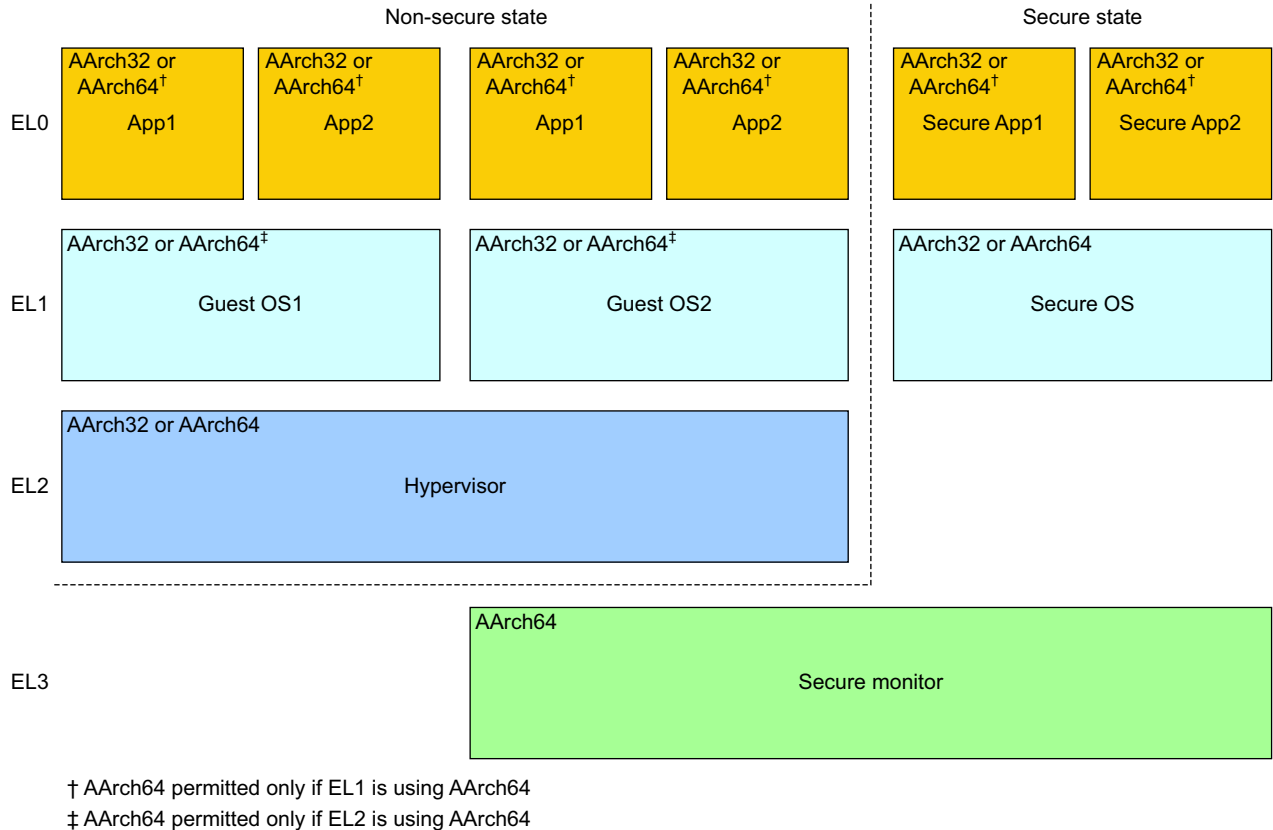 Non-secure state
Secure state
AArch32 or
AArch64†
App1
AArch32 or
AArch64†
App2
AArch32 or
AArch64†
App1
AArch32 or
AArch64†
App2
AArch32 or
AArch64†
Secure App1
AArch32 or
AArch64†
Secure App2
EL0
AArch32 or AArch64‡
Guest OS1
AArch32 or AArch64‡
Guest OS2
AArch32 or AArch64
Secure OS
EL1
AArch32 or AArch64
Hypervisor
EL2
AArch64
Secure monitor
EL3
† AArch64 permitted only if EL1 is using AArch64
‡ AArch64 permitted only if EL2 is using AArch64